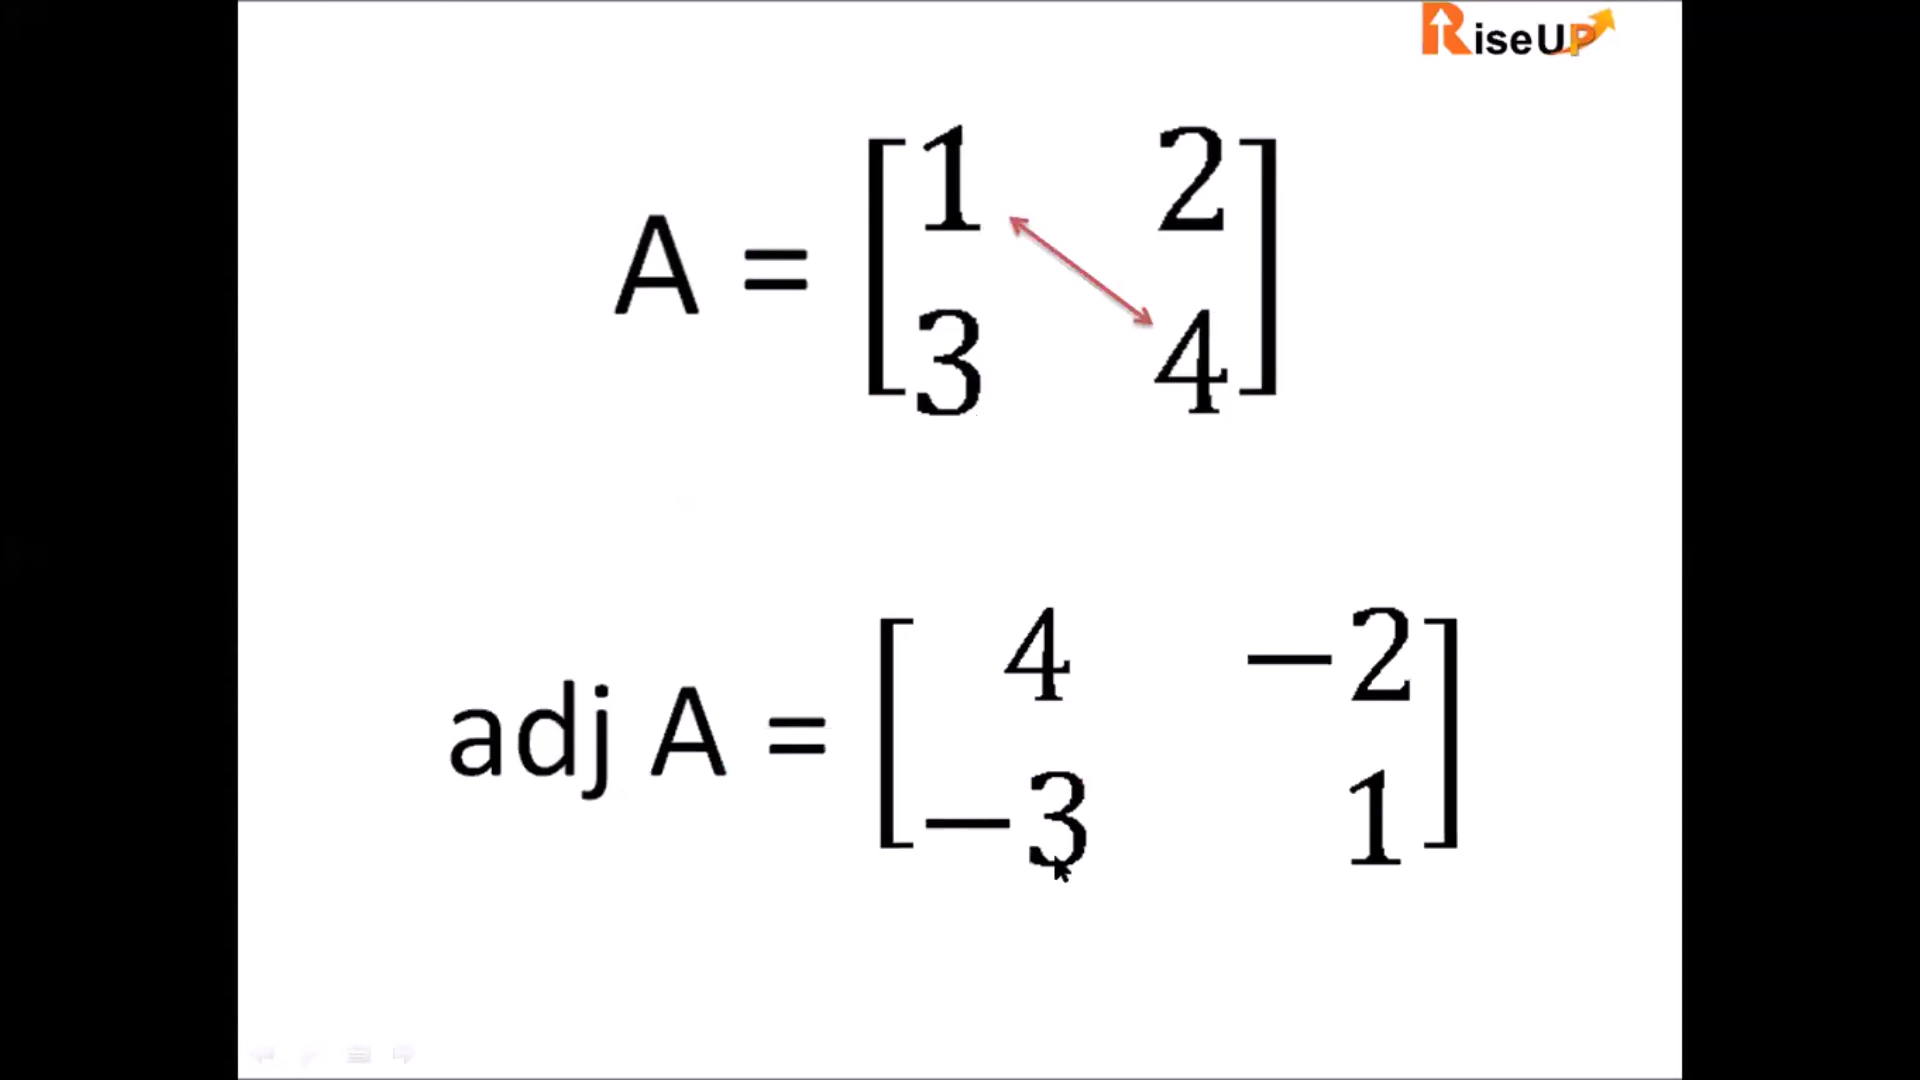 RiseUP
A = [1 2
3 4]
adj A = [4 −2
−3 1]